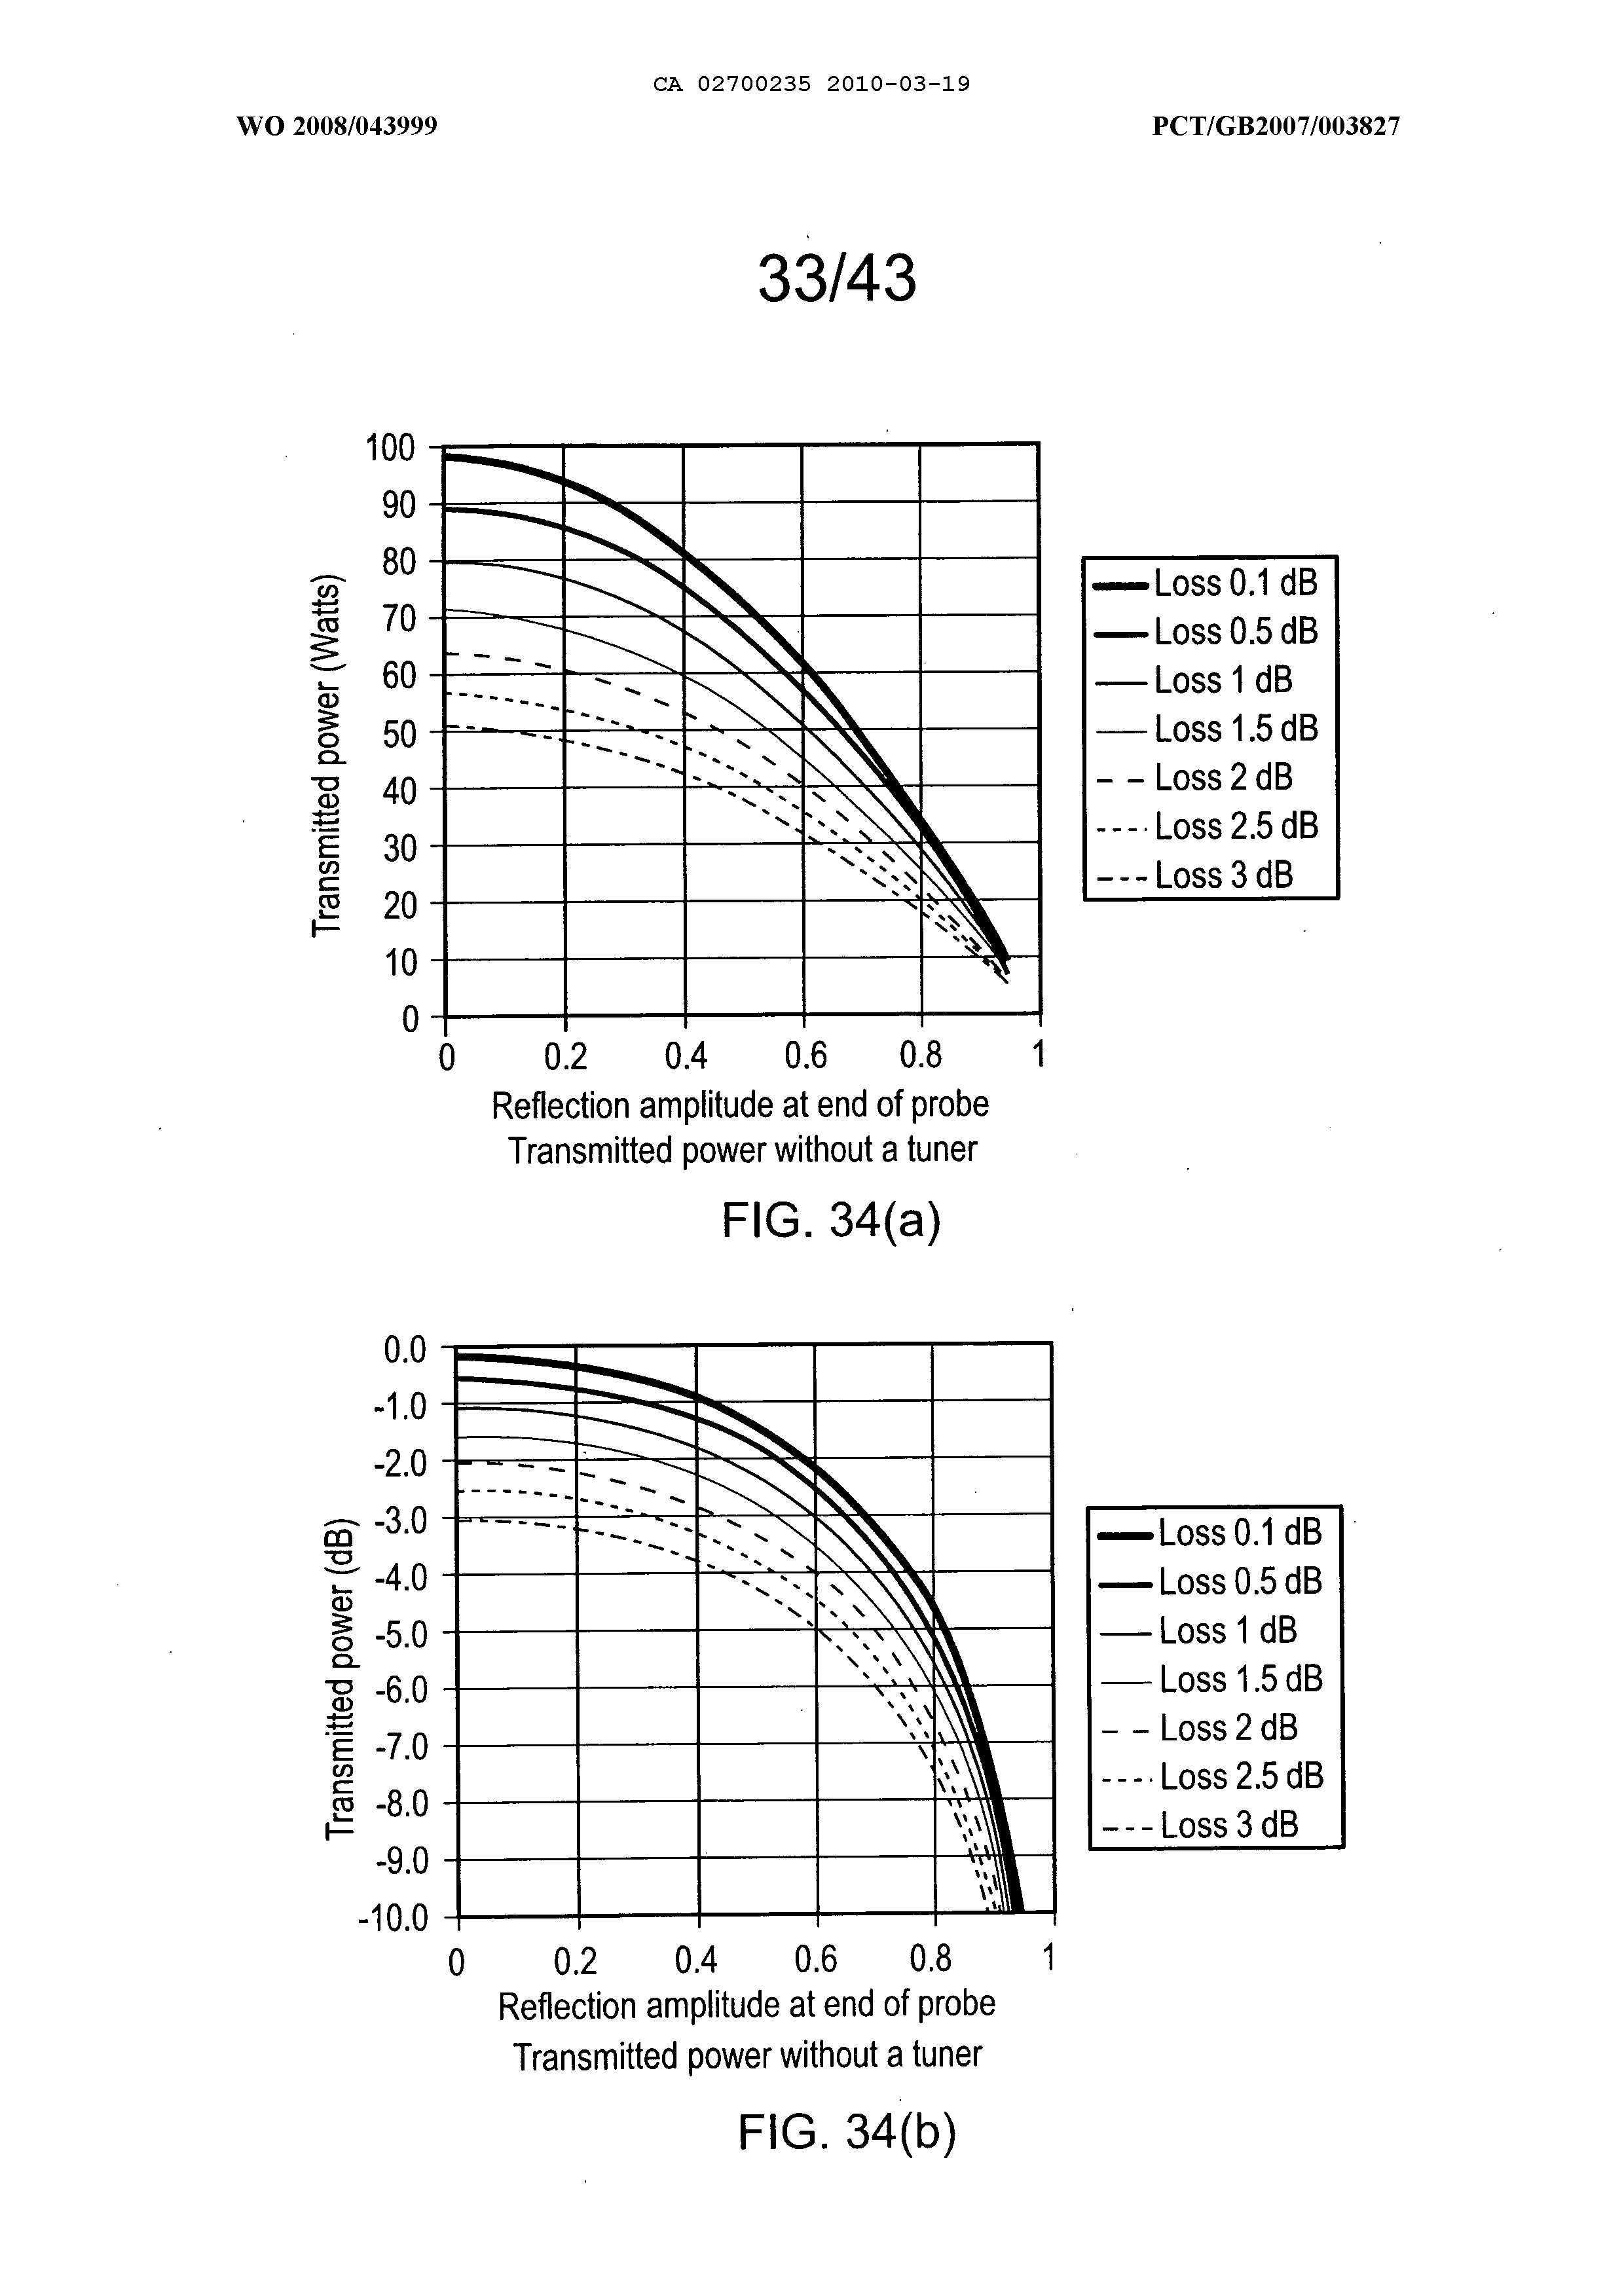 CA 02700235 2010-03-19
WO 2008/043999
PCT/GB2007/003827
33/43
Transmitted power (Watts)
100
90
80
70
60
50
40
30
20
10
0
0 0.2 0.4 0.6 0.8 1
Reflection amplitude at end of probe
Transmitted power without a tuner
Loss 0.1 dB
Loss 0.5 dB
Loss 1 dB
Loss 1.5 dB
Loss 2 dB
Loss 2.5 dB
Loss 3 dB
FIG. 34(a)
Transmitted power (dB)
0.0
-1.0
-2.0
-3.0
-4.0
-5.0
-6.0
-7.0
-8.0
-9.0
-10.0
0 0.2 0.4 0.6 0.8 1
Reflection amplitude at end of probe
Transmitted power without a tuner
Loss 0.1 dB
Loss 0.5 dB
Loss 1 dB
Loss 1.5 dB
Loss 2 dB
Loss 2.5 dB
Loss 3 dB
FIG. 34(b)